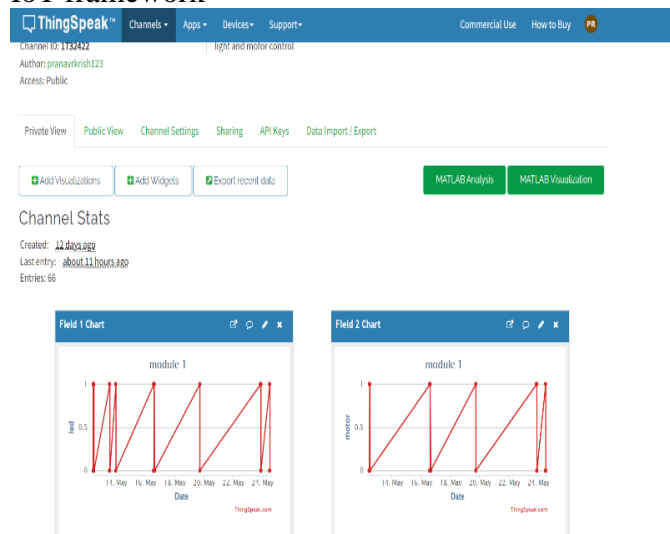 IoT framework
ThingSpeak™ Channels Apps Devices Support Commercial Use How to Buy PR
Channel ID: 1732422
light and motor control
Author: pranavrkrish123
Access: Public
Private View Public View Channel Settings Sharing API Keys Data Import / Export
Add Visualizations Add Widgets Export recent data MATLAB Analysis MATLAB Visualization
Channel Stats
Created: 12 days ago
Last entry: about 11 hours ago
Entries: 66
Field 1 Chart
module 1
led
1
0.5
0
14. May 16. May 18. May 20. May 22. May 24. May
Date
ThingSpeak.com
Field 2 Chart
module 1
motor
1
0.5
0
14. May 16. May 18. May 20. May 22. May 24. May
Date
ThingSpeak.com